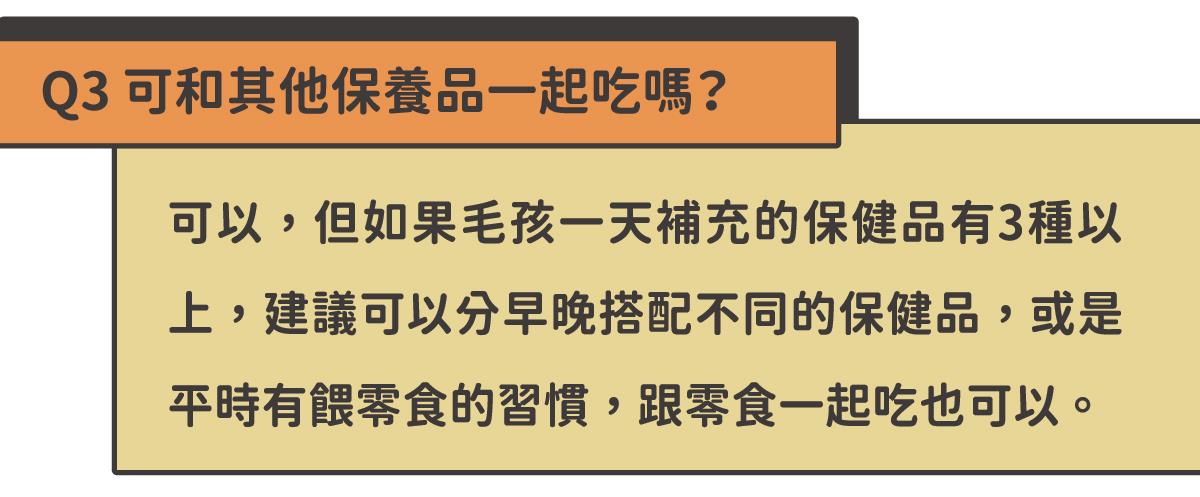 Q3 可和其他保養品一起吃嗎？
可以，但如果毛孩一天補充的保健品有3種以
上，建議可以分早晚搭配不同的保健品，或是
平時有餵零食的習慣，跟零食一起吃也可以。